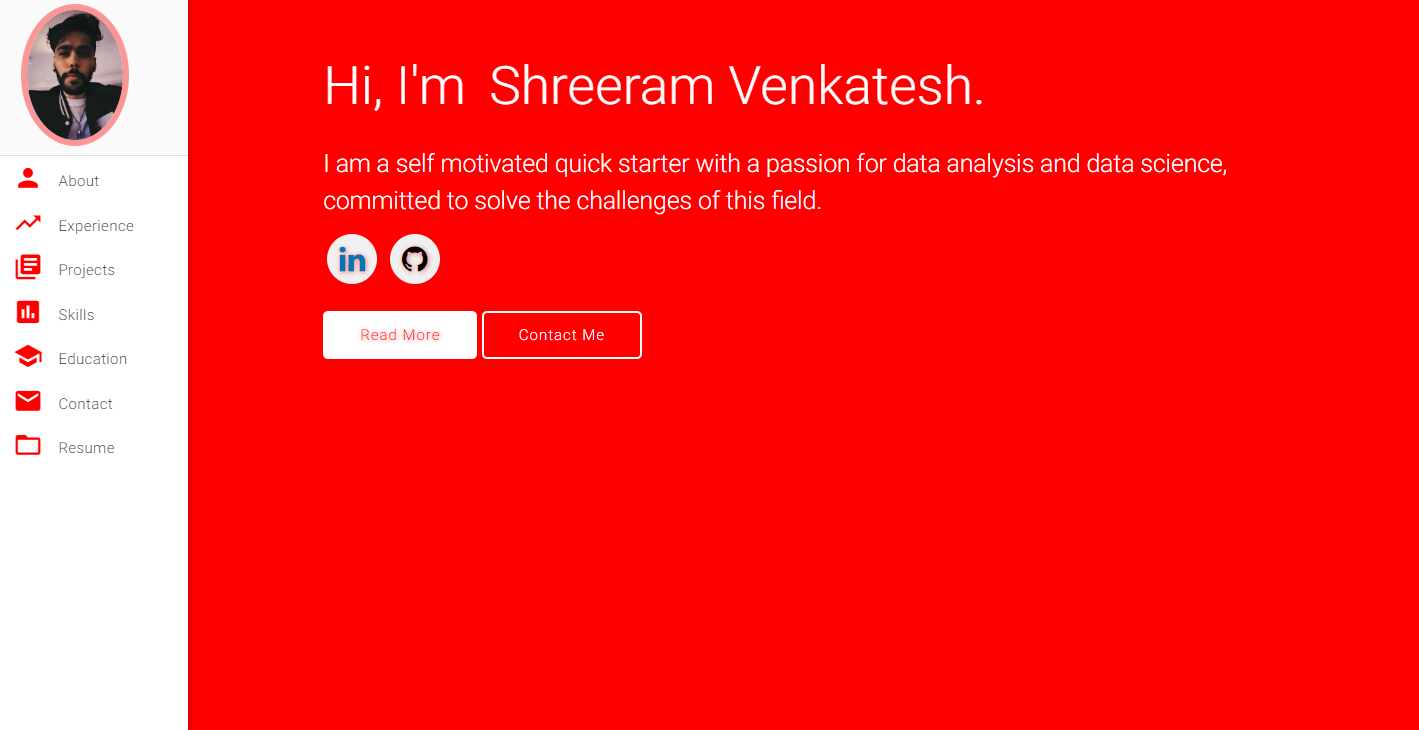 Hi, I'm Shreeram Venkatesh.
I am a self motivated quick starter with a passion for data analysis and data science,
committed to solve the challenges of this field.
in
Read More
Contact Me
About
Experience
Projects
Skills
Education
Contact
Resume